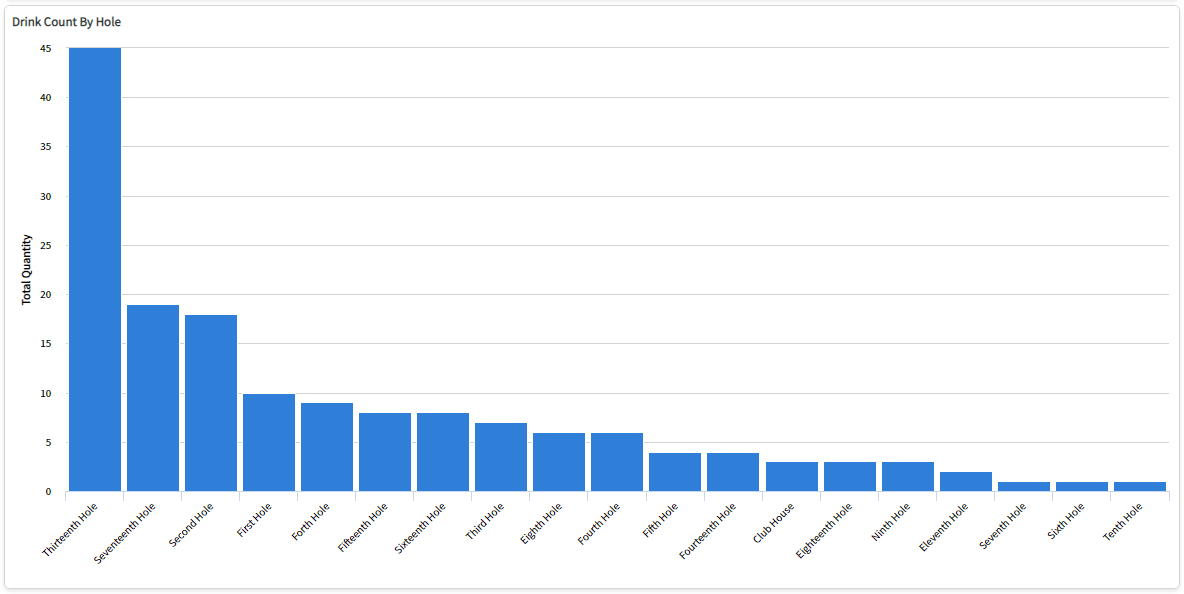 Drink Count By Hole
45
40
35
30
25
20
15
10
5
0
Total Quantity
Thirteenth Hole
Seventeenth Hole
Second Hole
First Hole
Forth Hole
Fifteenth Hole
Sixteenth Hole
Third Hole
Eighth Hole
Fourth Hole
Fifth Hole
Fourteenth Hole
Club House
Eighteenth Hole
Ninth Hole
Eleventh Hole
Seventh Hole
Sixth Hole
Tenth Hole